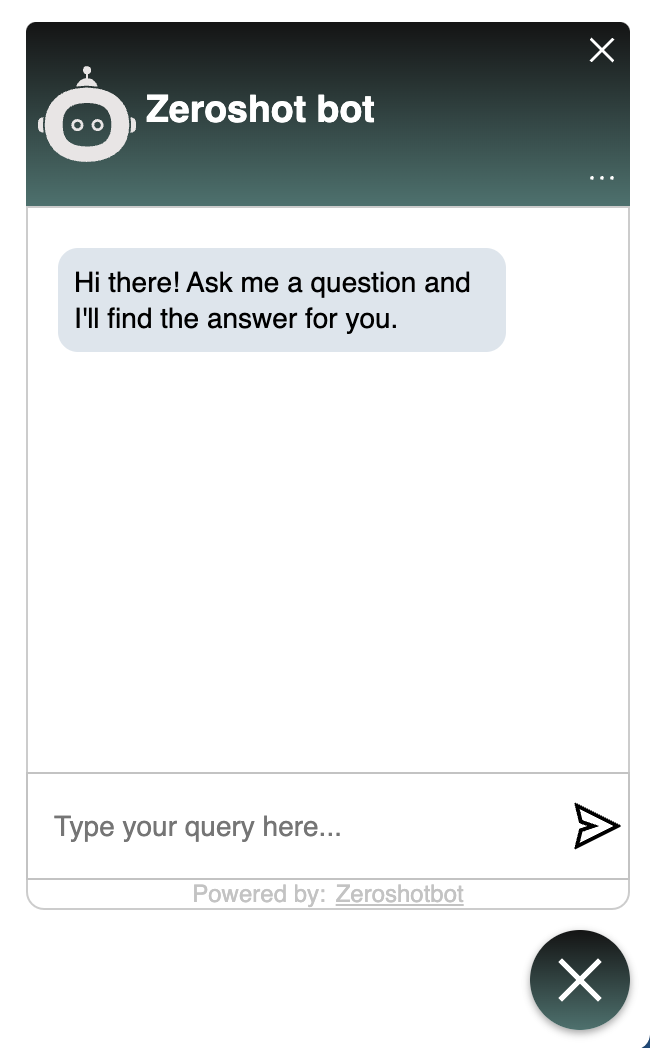 Zeroshot bot
...
Hi there! Ask me a question and
I'll find the answer for you.
Type your query here...
Powered by: Zeroshotbot